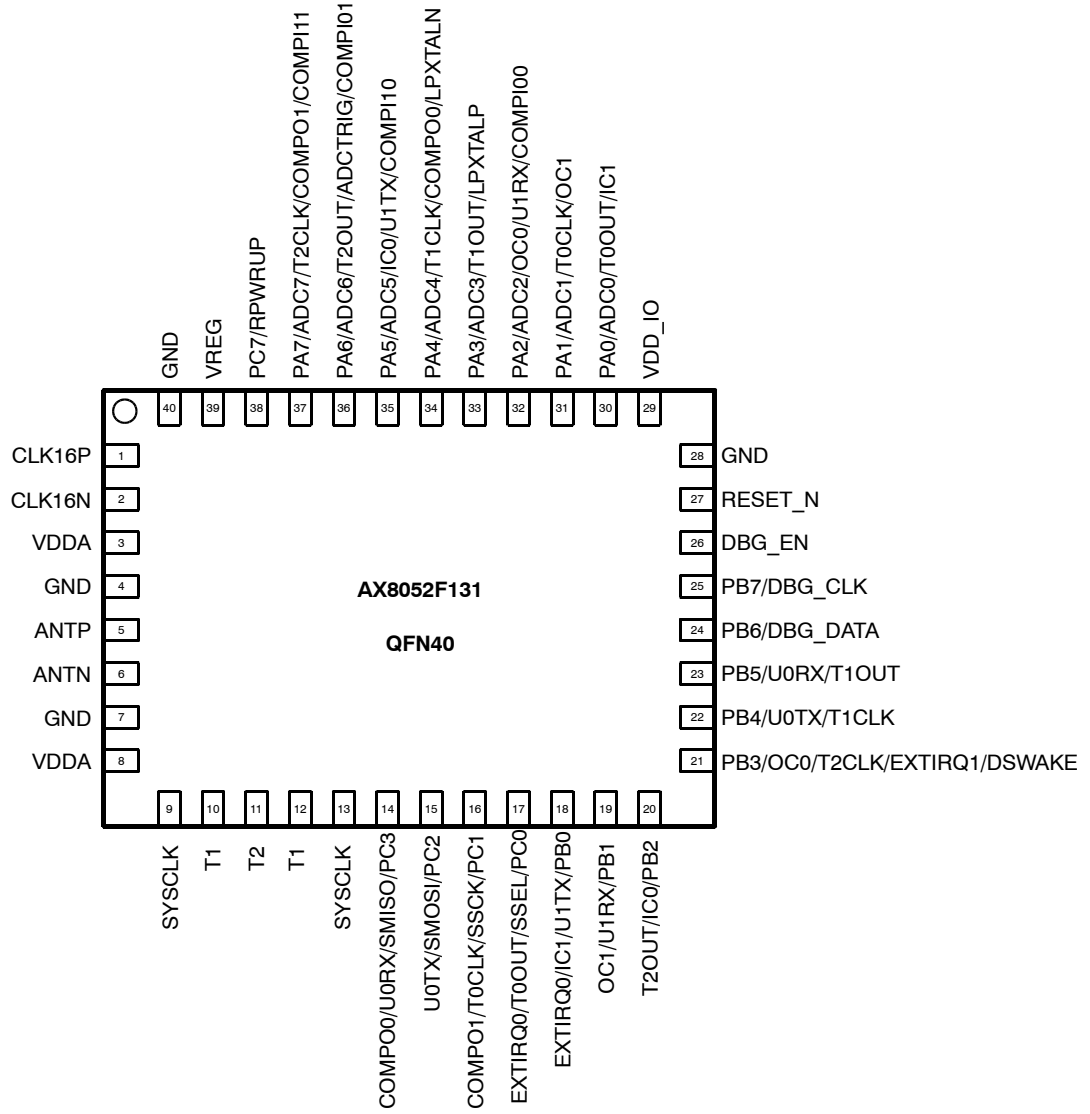 GND
VREG
PC7/RPWRUP
PA7/ADC7/T2CLK/COMPO1/COMPI11
PA6/ADC6/T2OUT/ADCTRIG/COMPI01
PA5/ADC5/IC0/U1TX/COMPI10
PA4/ADC4/T1CLK/COMPO0/LPXTALN
PA3/ADC3/T1OUT/LPXTALP
PA2/ADC2/OC0/U1RX/COMPI00
PA1/ADC1/T0CLK/OC1
PA0/ADC0/T0OUT/IC1
VDD_IO
40 39 38 37 36 35 34 33 32 31 30 29
CLK16P 1
CLK16N 2
VDDA 3
GND 4
ANTP 5
ANTN 6
GND 7
VDDA 8
AX8052F131
QFN40
28 GND
27 RESET_N
26 DBG_EN
25 PB7/DBG_CLK
24 PB6/DBG_DATA
23 PB5/U0RX/T1OUT
22 PB4/U0TX/T1CLK
21 PB3/OC0/T2CLK/EXTIRQ1/DSWAKE
9 10 11 12 13 14 15 16 17 18 19 20
SYSCLK
T1
T2
T1
SYSCLK
COMPO0/U0RX/SMISO/PC3
U0TX/SMOSI/PC2
COMPO1/T0CLK/SSCK/PC1
EXTIRQ0/T0OUT/SSEL/PC0
EXTIRQ0/IC1/U1TX/PB0
OC1/U1RX/PB1
T2OUT/IC0/PB2